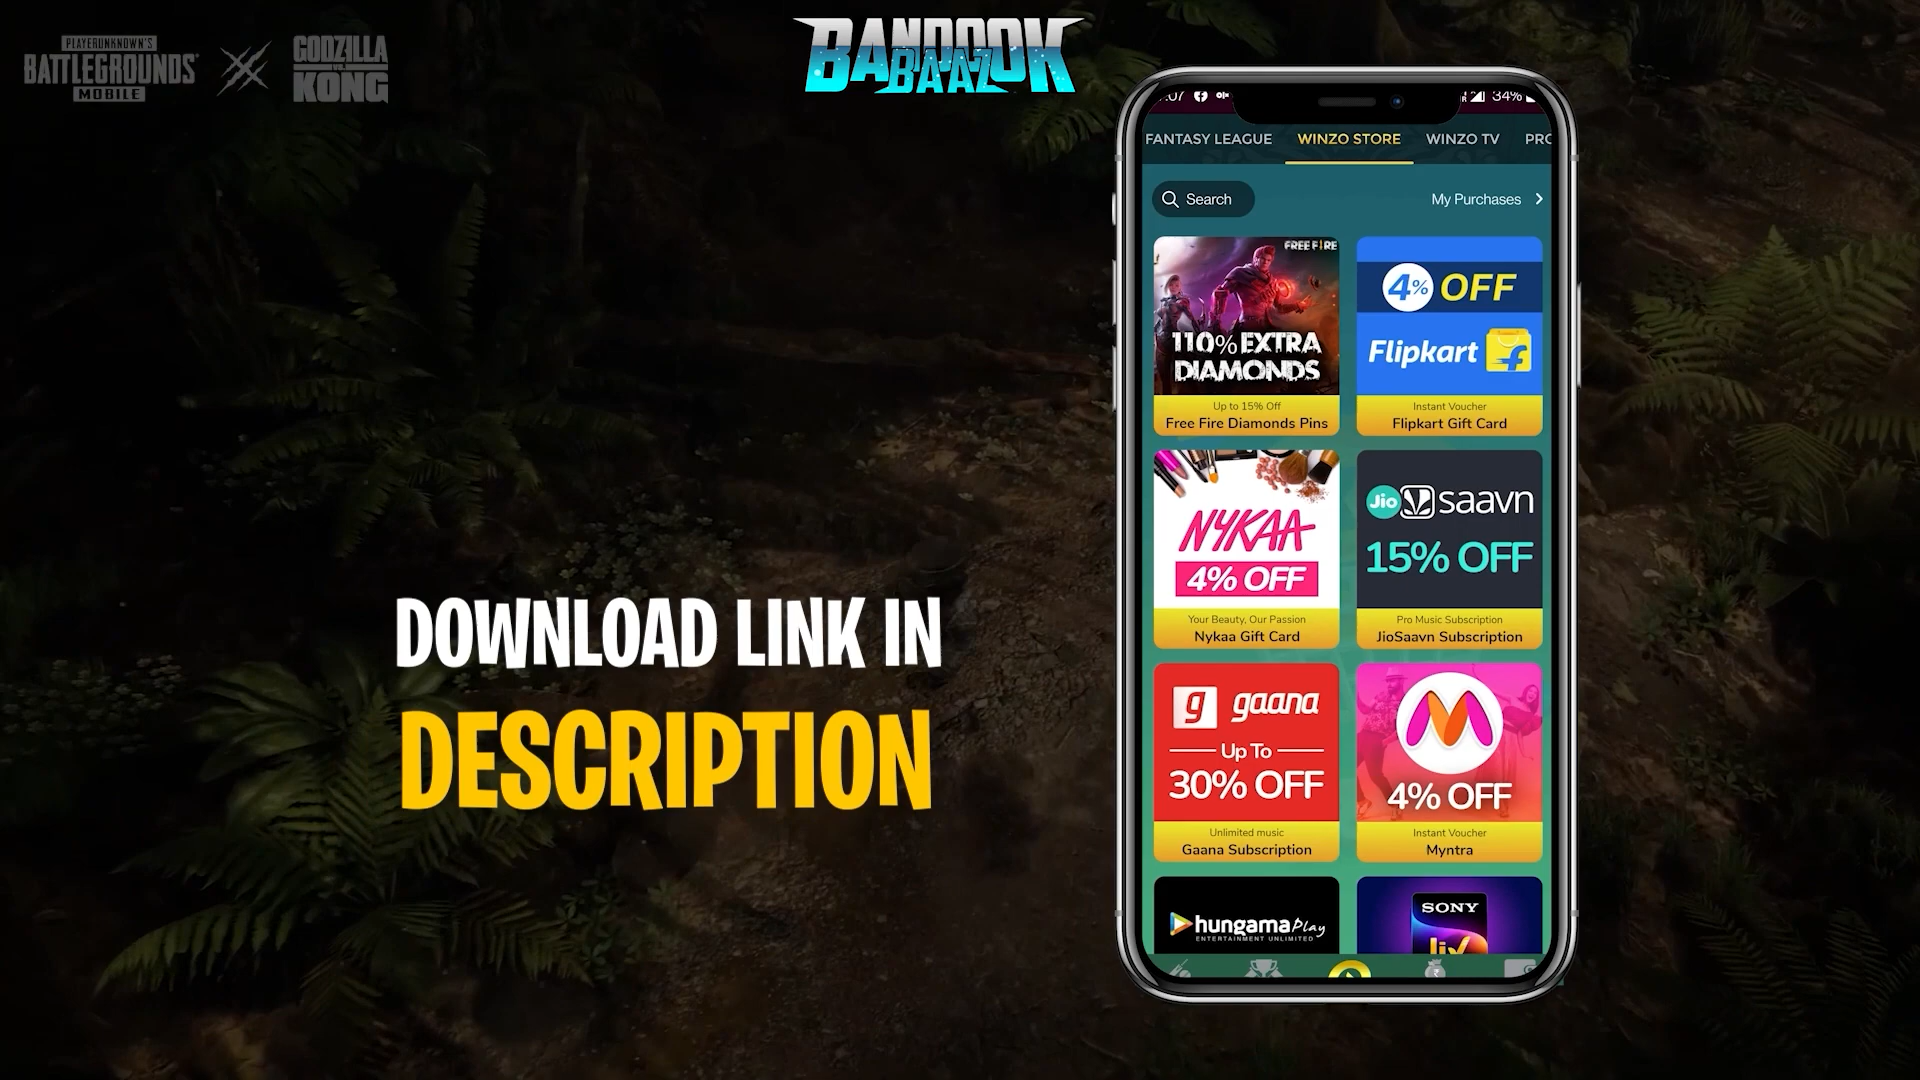 PLAYERUNKNOWN'S
BATTLEGROUNDS
MOBILE
GODZILLA
VS.
KONG
BANDOOK
BAAZ
DOWNLOAD LINK IN
DESCRIPTION
:07
34%
FANTASY LEAGUE
WINZO STORE
WINZO TV
PRO
Search
My Purchases
FREE FIRE
110% EXTRA
DIAMONDS
Up to 15% Off
Free Fire Diamonds Pins
4% OFF
Flipkart
Instant Voucher
Flipkart Gift Card
NYKAA
4% OFF
Your Beauty, Our Passion
Nykaa Gift Card
Jio saavn
15% OFF
Pro Music Subscription
JioSaavn Subscription
g gaana
Up To
30% OFF
Unlimited music
Gaana Subscription
4% OFF
Instant Voucher
Myntra
hungama Play
ENTERTAINMENT UNLIMITED
SONY
liv